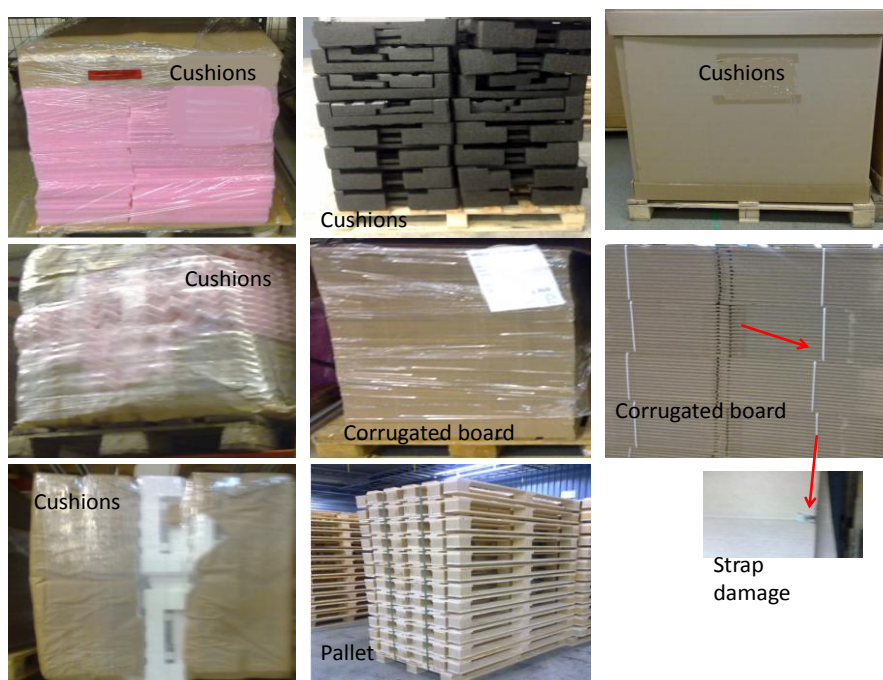 Cushions
Cushions
Cushions
Cushions
Corrugated board
Corrugated board
Cushions
Pallet
Strap
damage